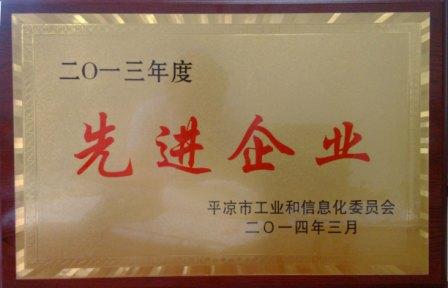 二〇一三年度
先进企业
平凉市工业和信息化委员会
二〇一四年三月